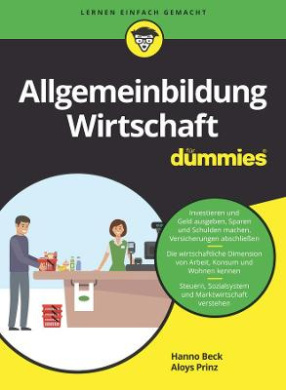 LERNEN EINFACH GEMACHT
Allgemeinbildung
Wirtschaft
für
dummies®
Investieren und
Geld ausgeben, Sparen
und Schulden machen,
Versicherungen abschließen
Die wirtschaftliche Dimension
von Arbeit, Konsum und
Wohnen kennen
Steuern, Sozialsystem
und Marktwirtschaft
verstehen
Hanno Beck
Aloys Prinz